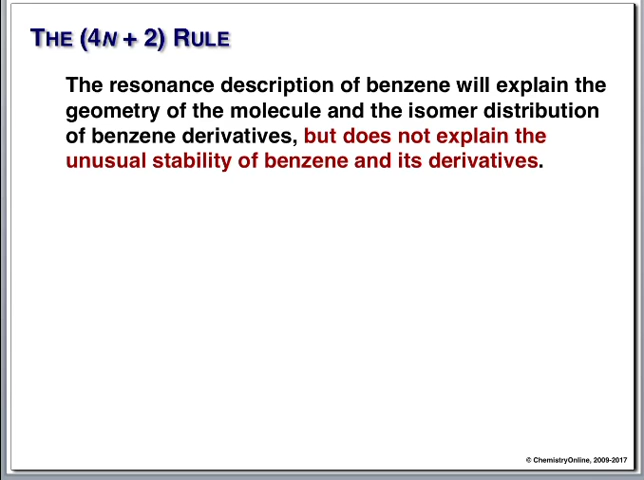 THE (4N + 2) RULE
The resonance description of benzene will explain the
geometry of the molecule and the isomer distribution
of benzene derivatives, but does not explain the
unusual stability of benzene and its derivatives.
© ChemistryOnline, 2009-2017